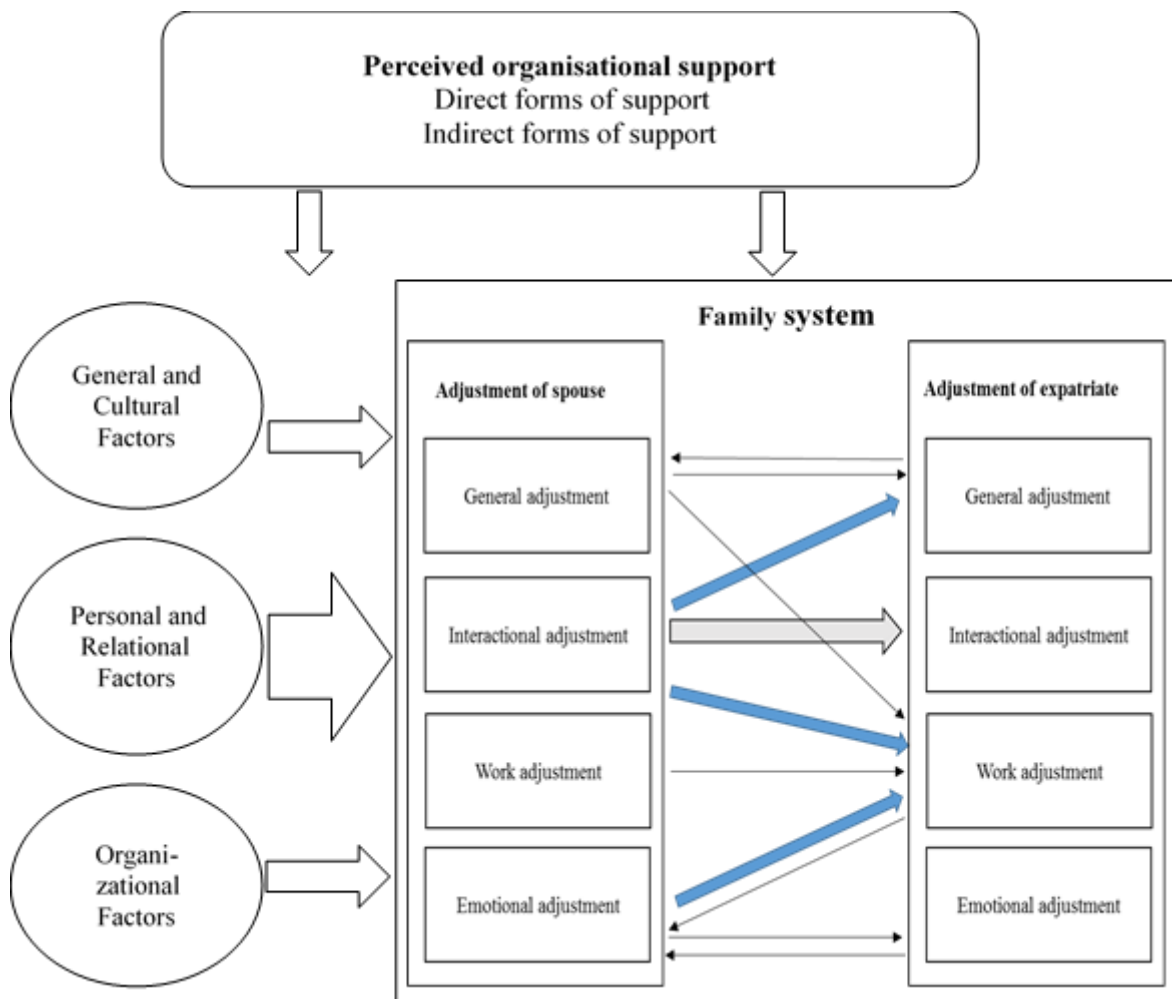 Perceived organisational support
Direct forms of support
Indirect forms of support
Family system
General and
Cultural
Factors
Personal and
Relational
Factors
Organi-
zational
Factors
Adjustment of spouse
General adjustment
Interactional adjustment
Work adjustment
Emotional adjustment
Adjustment of expatriate
General adjustment
Interactional adjustment
Work adjustment
Emotional adjustment